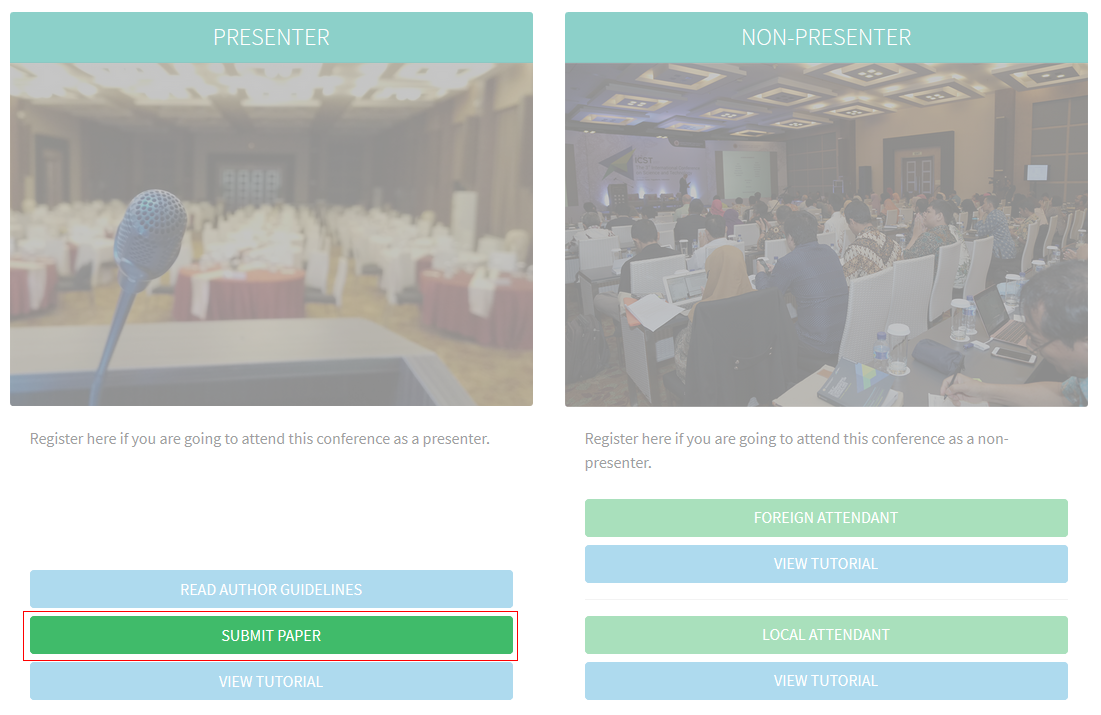 PRESENTER
Register here if you are going to attend this conference as a presenter.
READ AUTHOR GUIDELINES
SUBMIT PAPER
VIEW TUTORIAL
NON-PRESENTER
ICST
Register here if you are going to attend this conference as a non-
presenter.
FOREIGN ATTENDANT
VIEW TUTORIAL
LOCAL ATTENDANT
VIEW TUTORIAL